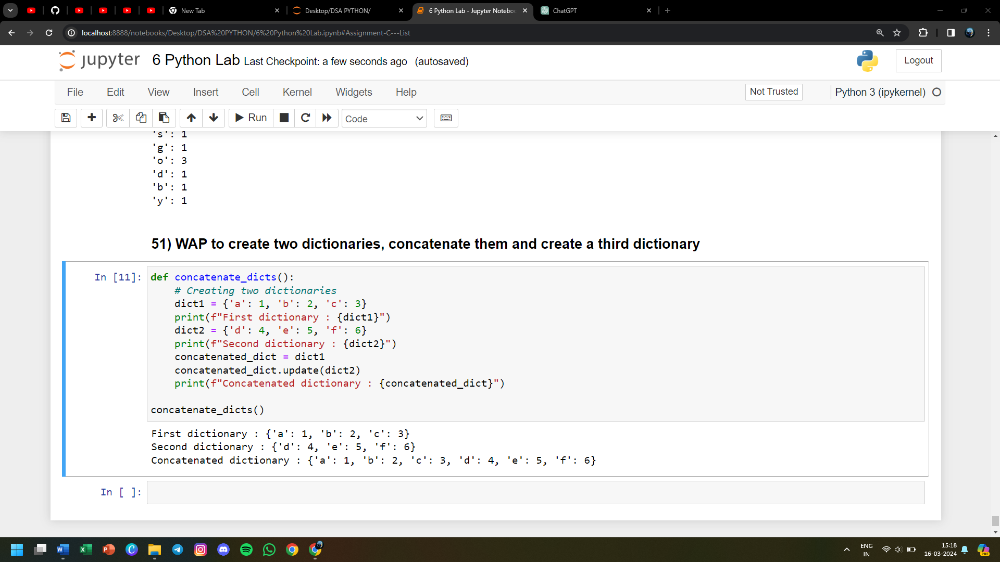 New Tab
Desktop/DSA PYTHON/
6 Python Lab - Jupyter Noteboo
ChatGPT
localhost:8888/notebooks/Desktop/DSA%20PYTHON/6%20Python%20Lab.ipynb#Assignment-C---List
jupyter 6 Python Lab Last Checkpoint: a few seconds ago (autosaved)
Logout
File Edit View Insert Cell Kernel Widgets Help
Not Trusted
Python 3 (ipykernel)
Run
Code
's': 1
'g': 1
'o': 3
'd': 1
'b': 1
'y': 1
51) WAP to create two dictionaries, concatenate them and create a third dictionary
In [11]: def concatenate_dicts():
    # Creating two dictionaries
    dict1 = {'a': 1, 'b': 2, 'c': 3}
    print(f"First dictionary : {dict1}")
    dict2 = {'d': 4, 'e': 5, 'f': 6}
    print(f"Second dictionary : {dict2}")
    concatenated_dict = dict1
    concatenated_dict.update(dict2)
    print(f"Concatenated dictionary : {concatenated_dict}")
concatenate_dicts()
First dictionary : {'a': 1, 'b': 2, 'c': 3}
Second dictionary : {'d': 4, 'e': 5, 'f': 6}
Concatenated dictionary : {'a': 1, 'b': 2, 'c': 3, 'd': 4, 'e': 5, 'f': 6}
In [ ]:
ENG
IN
15:18
16-03-2024